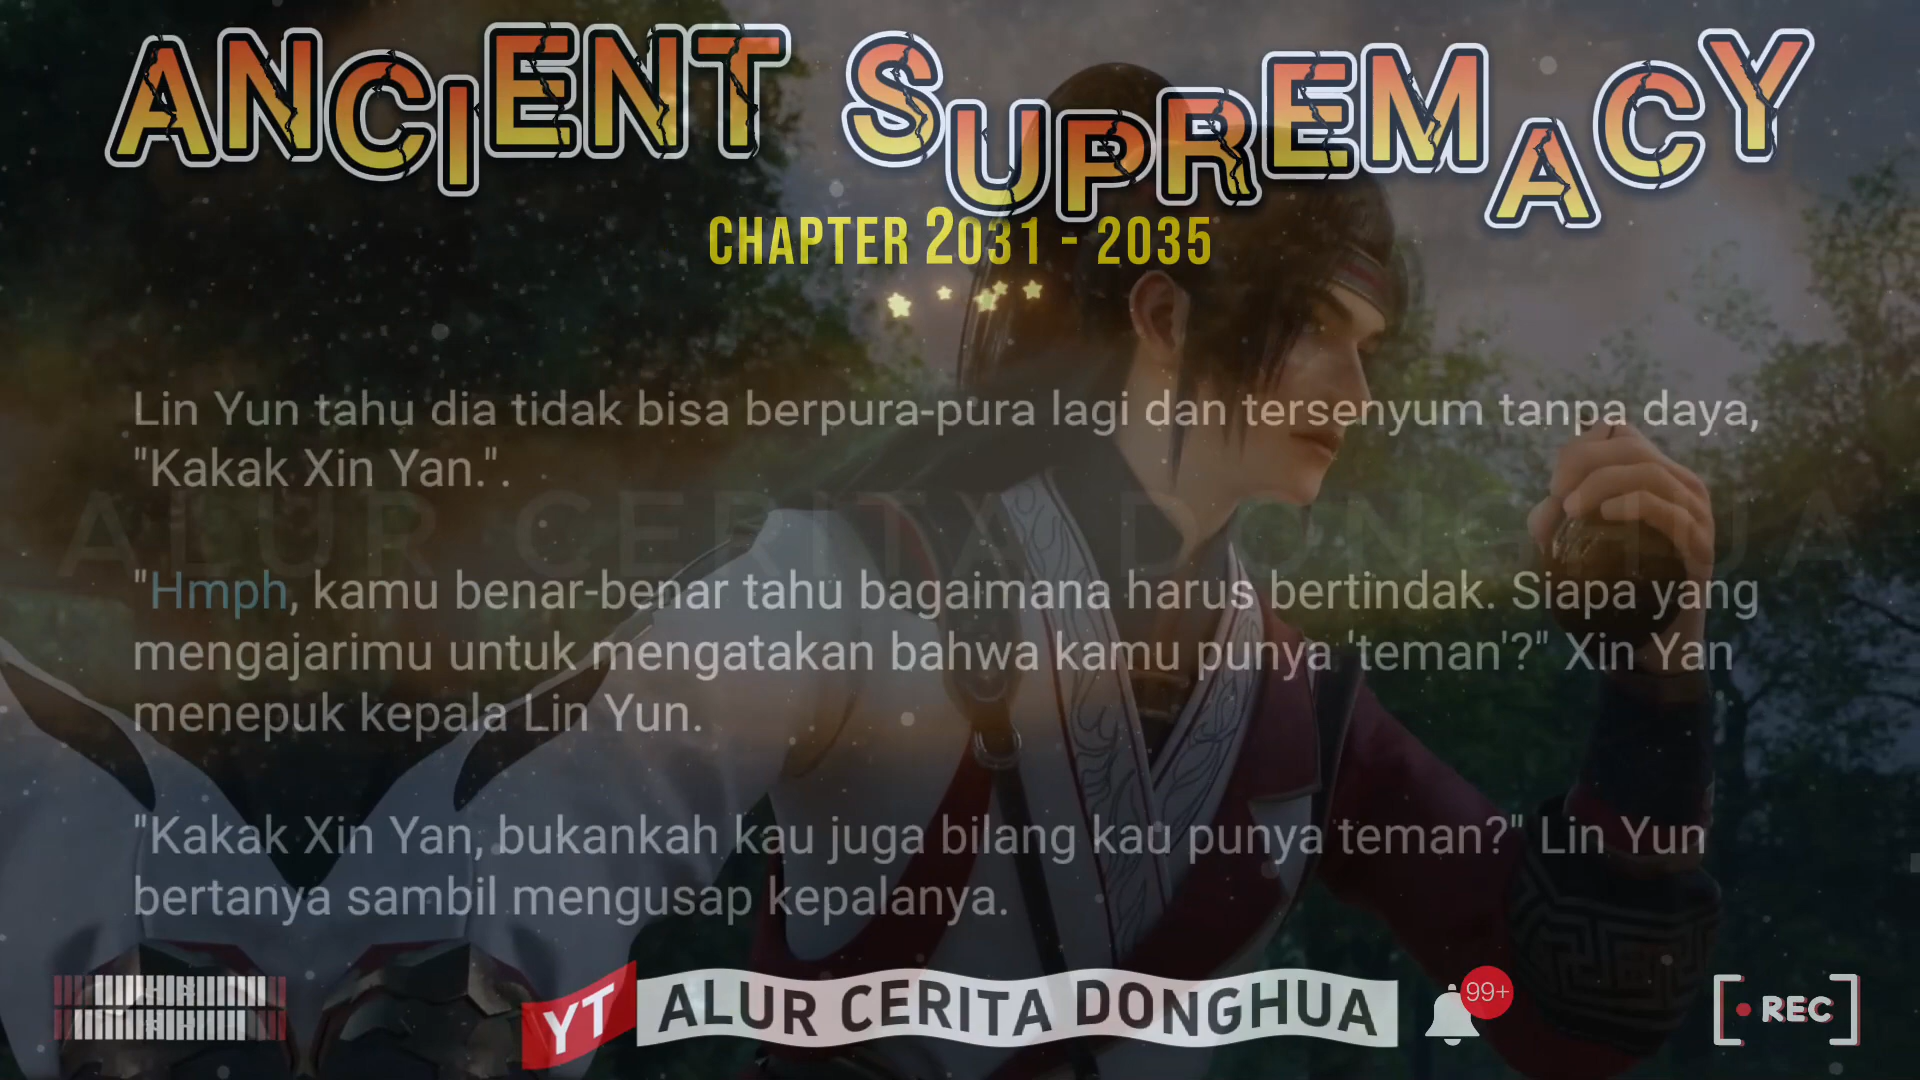 ANCIENT SUPREMACY
CHAPTER 2031 - 2035
Lin Yun tahu dia tidak bisa berpura-pura lagi dan tersenyum tanpa daya,
"Kakak Xin Yan.".
ALUR CERITA DONGHUA
"Hmph, kamu benar-benar tahu bagaimana harus bertindak. Siapa yang
mengajarimu untuk mengatakan bahwa kamu punya 'teman'?" Xin Yan
menepuk kepala Lin Yun.
"Kakak Xin Yan, bukankah kau juga bilang kau punya teman?" Lin Yun
bertanya sambil mengusap kepalanya.
YT ALUR CERITA DONGHUA
99+
REC